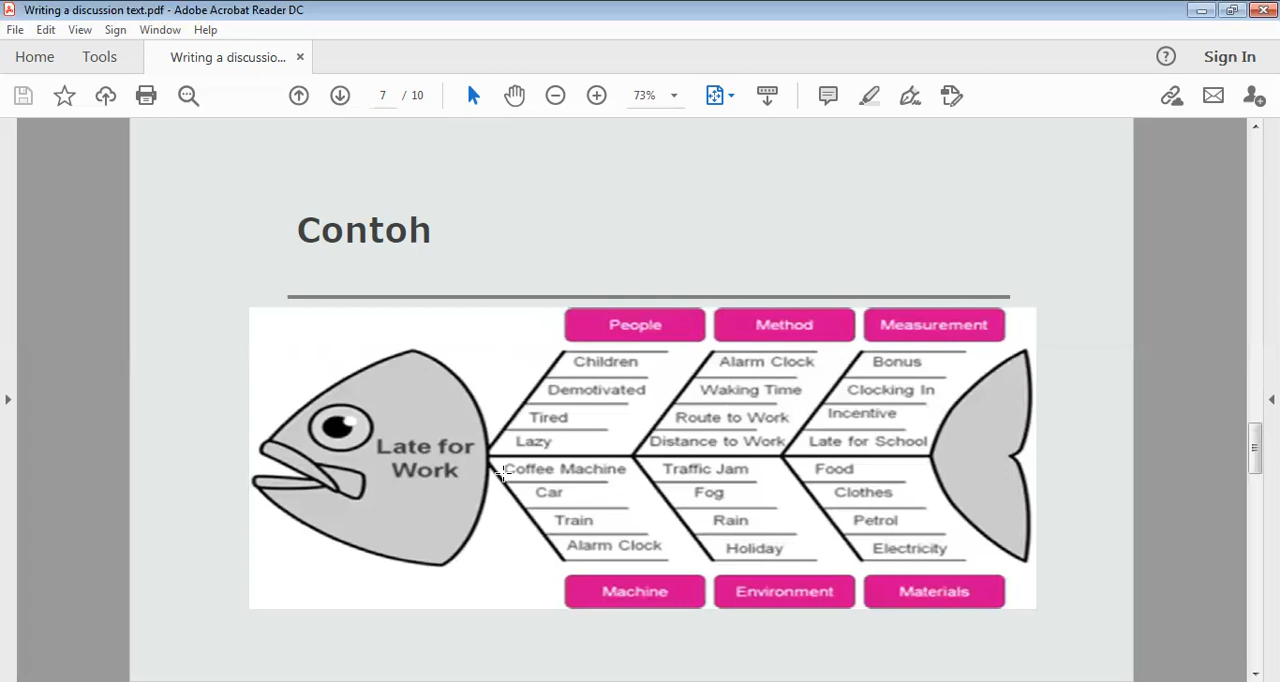 Writing a discussion text.pdf - Adobe Acrobat Reader DC
File Edit View Sign Window Help
Home Tools Writing a discussio... × Sign In
7 / 10 73%
Contoh
People Method Measurement
Children Alarm Clock Bonus
Demotivated Waking Time Clocking In
Tired Route to Work Incentive
Lazy Distance to Work Late for School
Late for
Work
Coffee Machine Traffic Jam Food
Car Fog Clothes
Train Rain Petrol
Alarm Clock Holiday Electricity
Machine Environment Materials